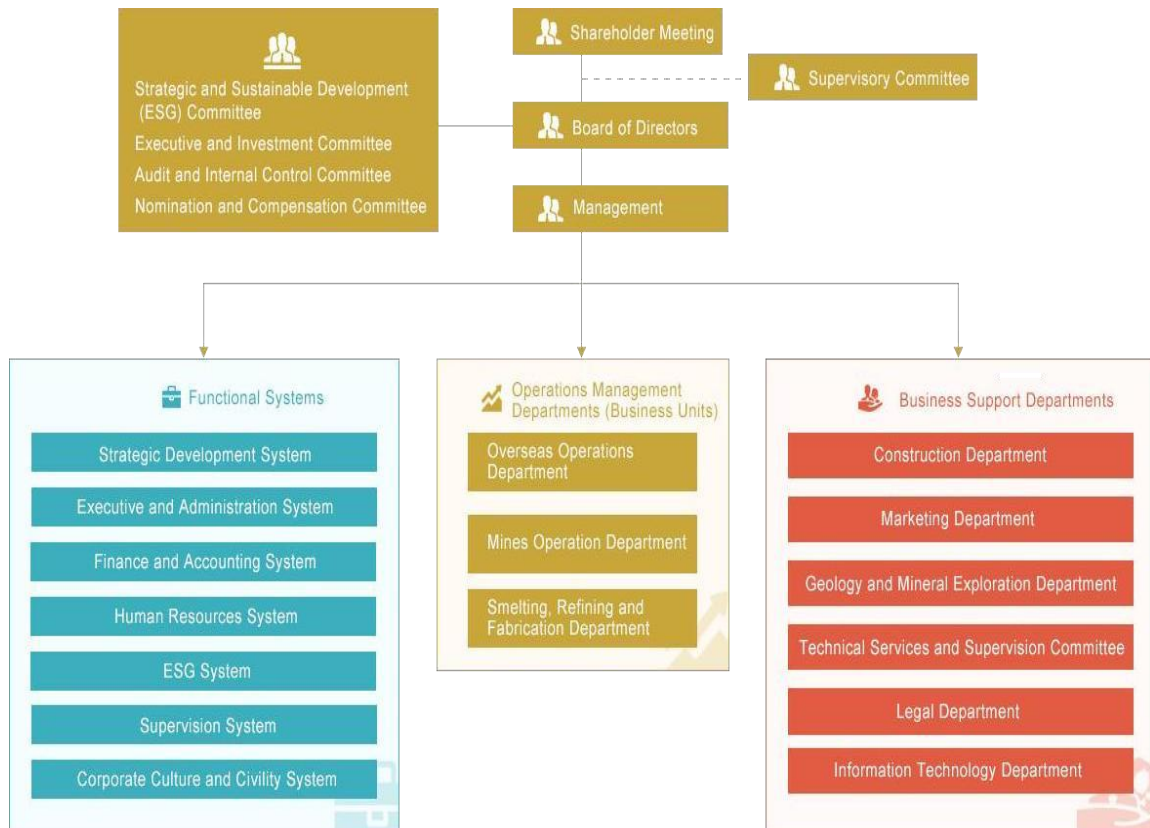 Strategic and Sustainable Development
(ESG) Committee
Executive and Investment Committee
Audit and Internal Control Committee
Nomination and Compensation Committee
Shareholder Meeting
Supervisory Committee
Board of Directors
Management
Functional Systems
Strategic Development System
Executive and Administration System
Finance and Accounting System
Human Resources System
ESG System
Supervision System
Corporate Culture and Civility System
Operations Management
Departments (Business Units)
Overseas Operations
Department
Mines Operation Department
Smelting, Refining and
Fabrication Department
Business Support Departments
Construction Department
Marketing Department
Geology and Mineral Exploration Department
Technical Services and Supervision Committee
Legal Department
Information Technology Department